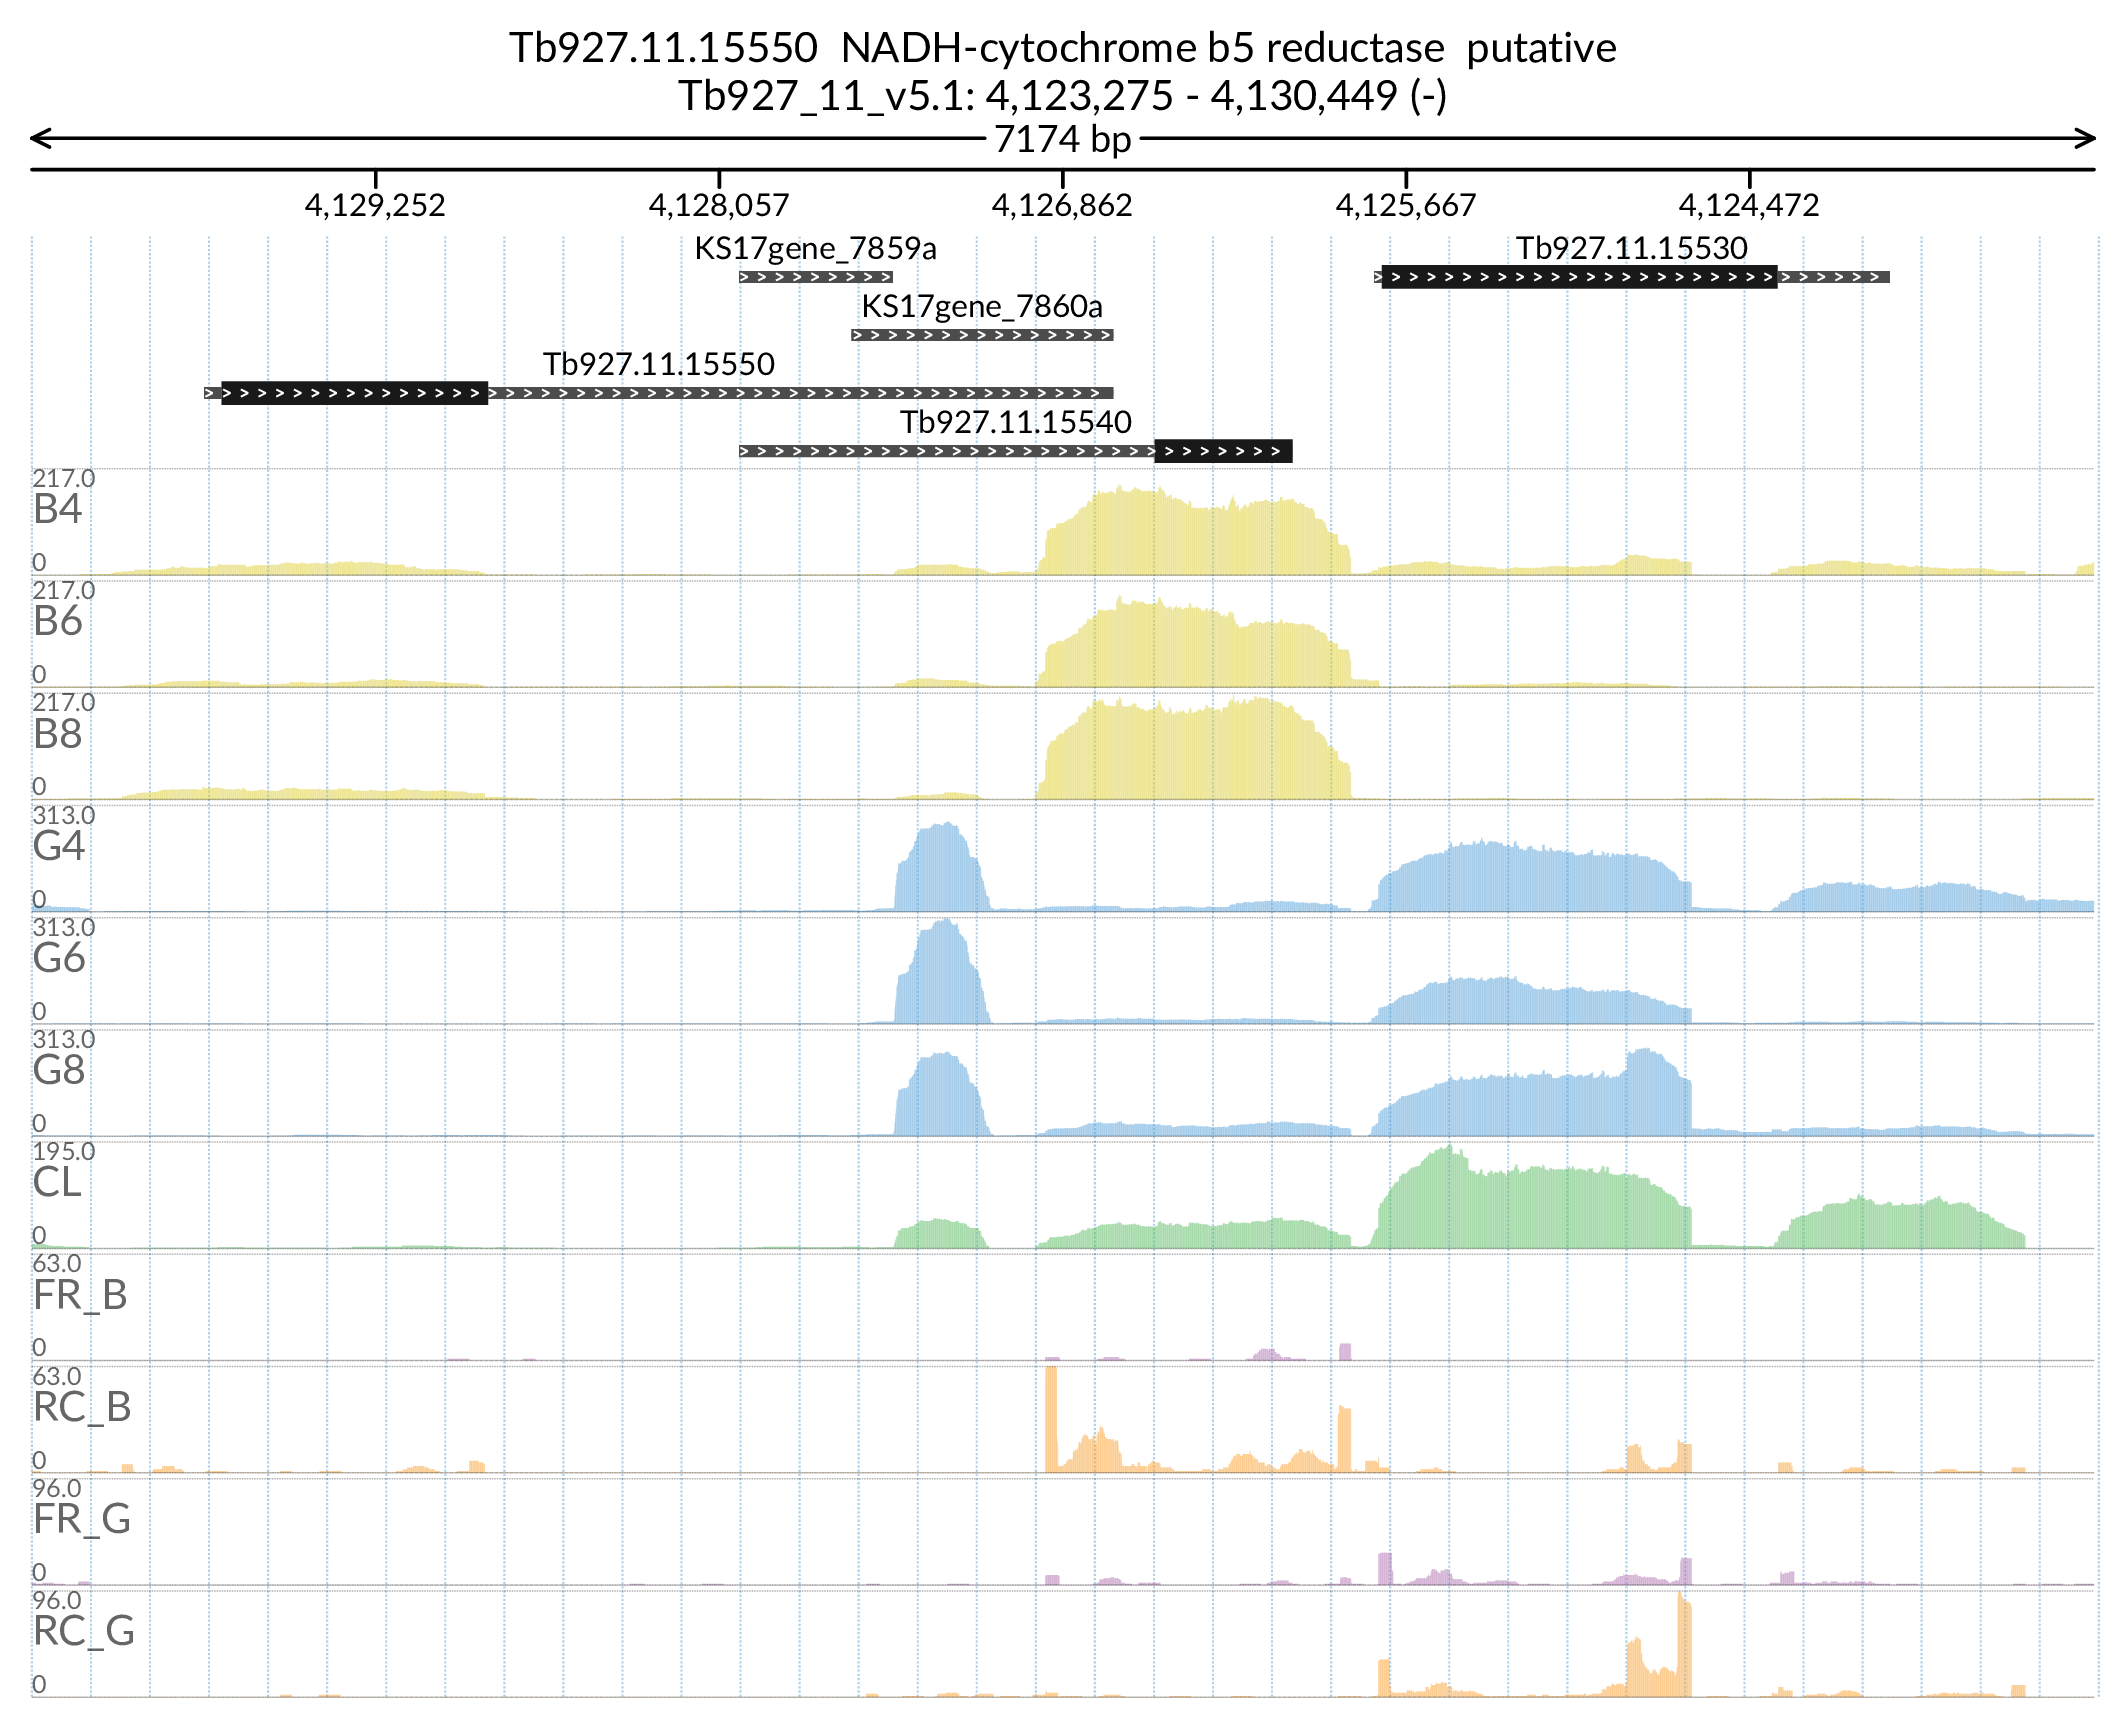 Tb927.11.15550 NADH-cytochrome b5 reductase putative
Tb927_11_v5.1: 4,123,275 - 4,130,449 (-)
7174 bp
4,129,252 4,128,057 4,126,862 4,125,667 4,124,472
KS17gene_7859a Tb927.11.15530
KS17gene_7860a
Tb927.11.15550
Tb927.11.15540
217.0
B4
0
217.0
B6
0
217.0
B8
0
313.0
G4
0
313.0
G6
0
313.0
G8
0
195.0
CL
0
63.0
FR_B
0
63.0
RC_B
0
96.0
FR_G
0
96.0
RC_G
0